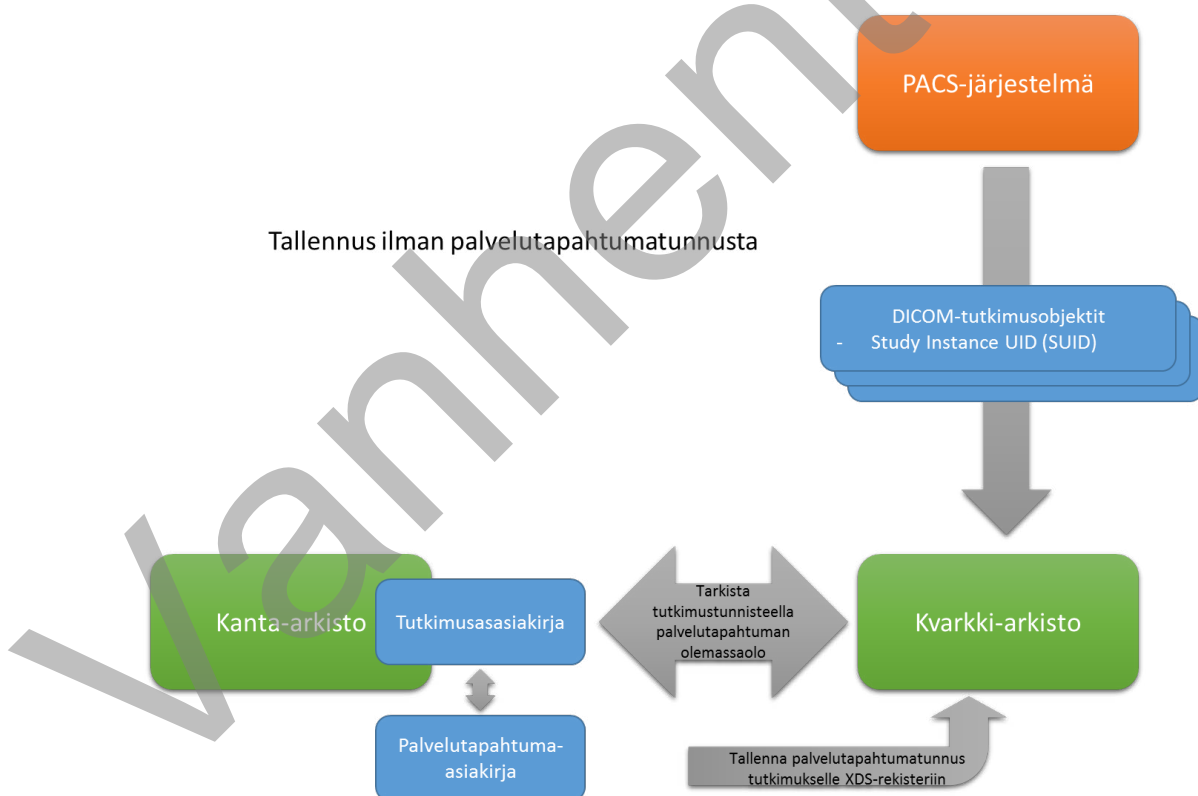 PACS-järjestelmä
Tallennus ilman palvelutapahtumatunnusta
DICOM-tutkimusobjektit
- Study Instance UID (SUID)
Kanta-arkisto
Tutkimusasasiakirja
Tarkista
tutkimustunnisteella
palvelutapahtuman
olemassaolo
Kvarkki-arkisto
Palvelutapahtuma-
asiakirja
Tallenna palvelutapahtumatunnus
tutkimukselle XDS-rekisteriin
Vanhent